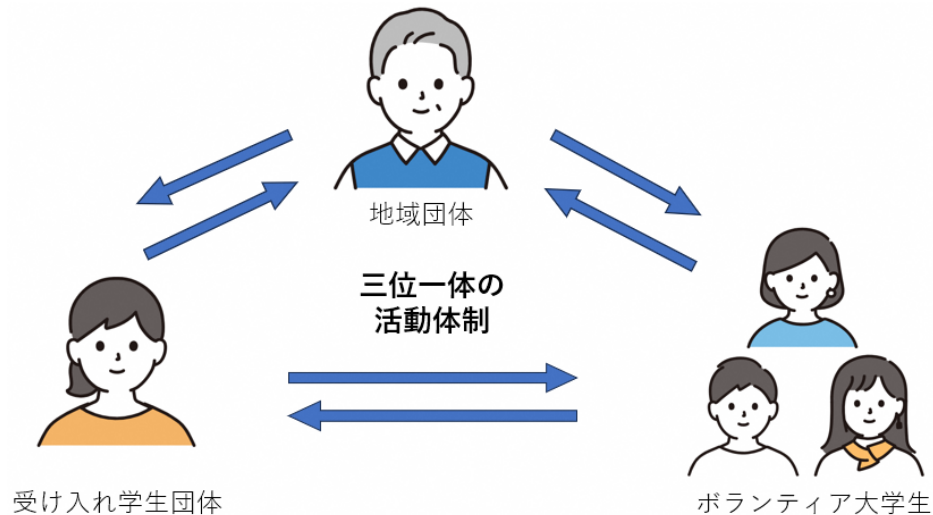 地域団体
三位一体の
活動体制
受け入れ学生団体
ボランティア大学生